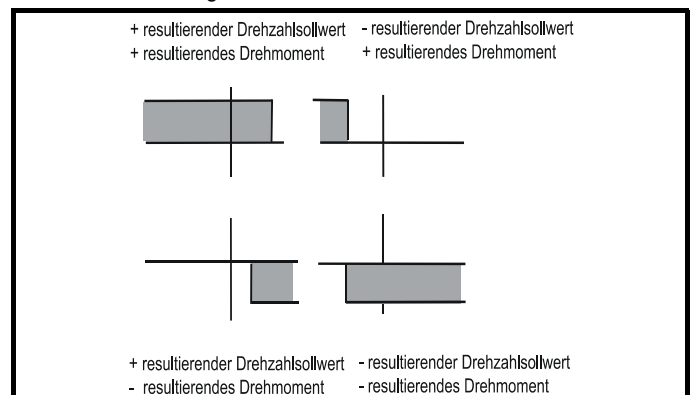 + resultierender Drehzahlsollwert - resultierender Drehzahlsollwert
+ resultierendes Drehmoment + resultierendes Drehmoment
+ resultierender Drehzahlsollwert - resultierender Drehzahlsollwert
- resultierendes Drehmoment - resultierendes Drehmoment